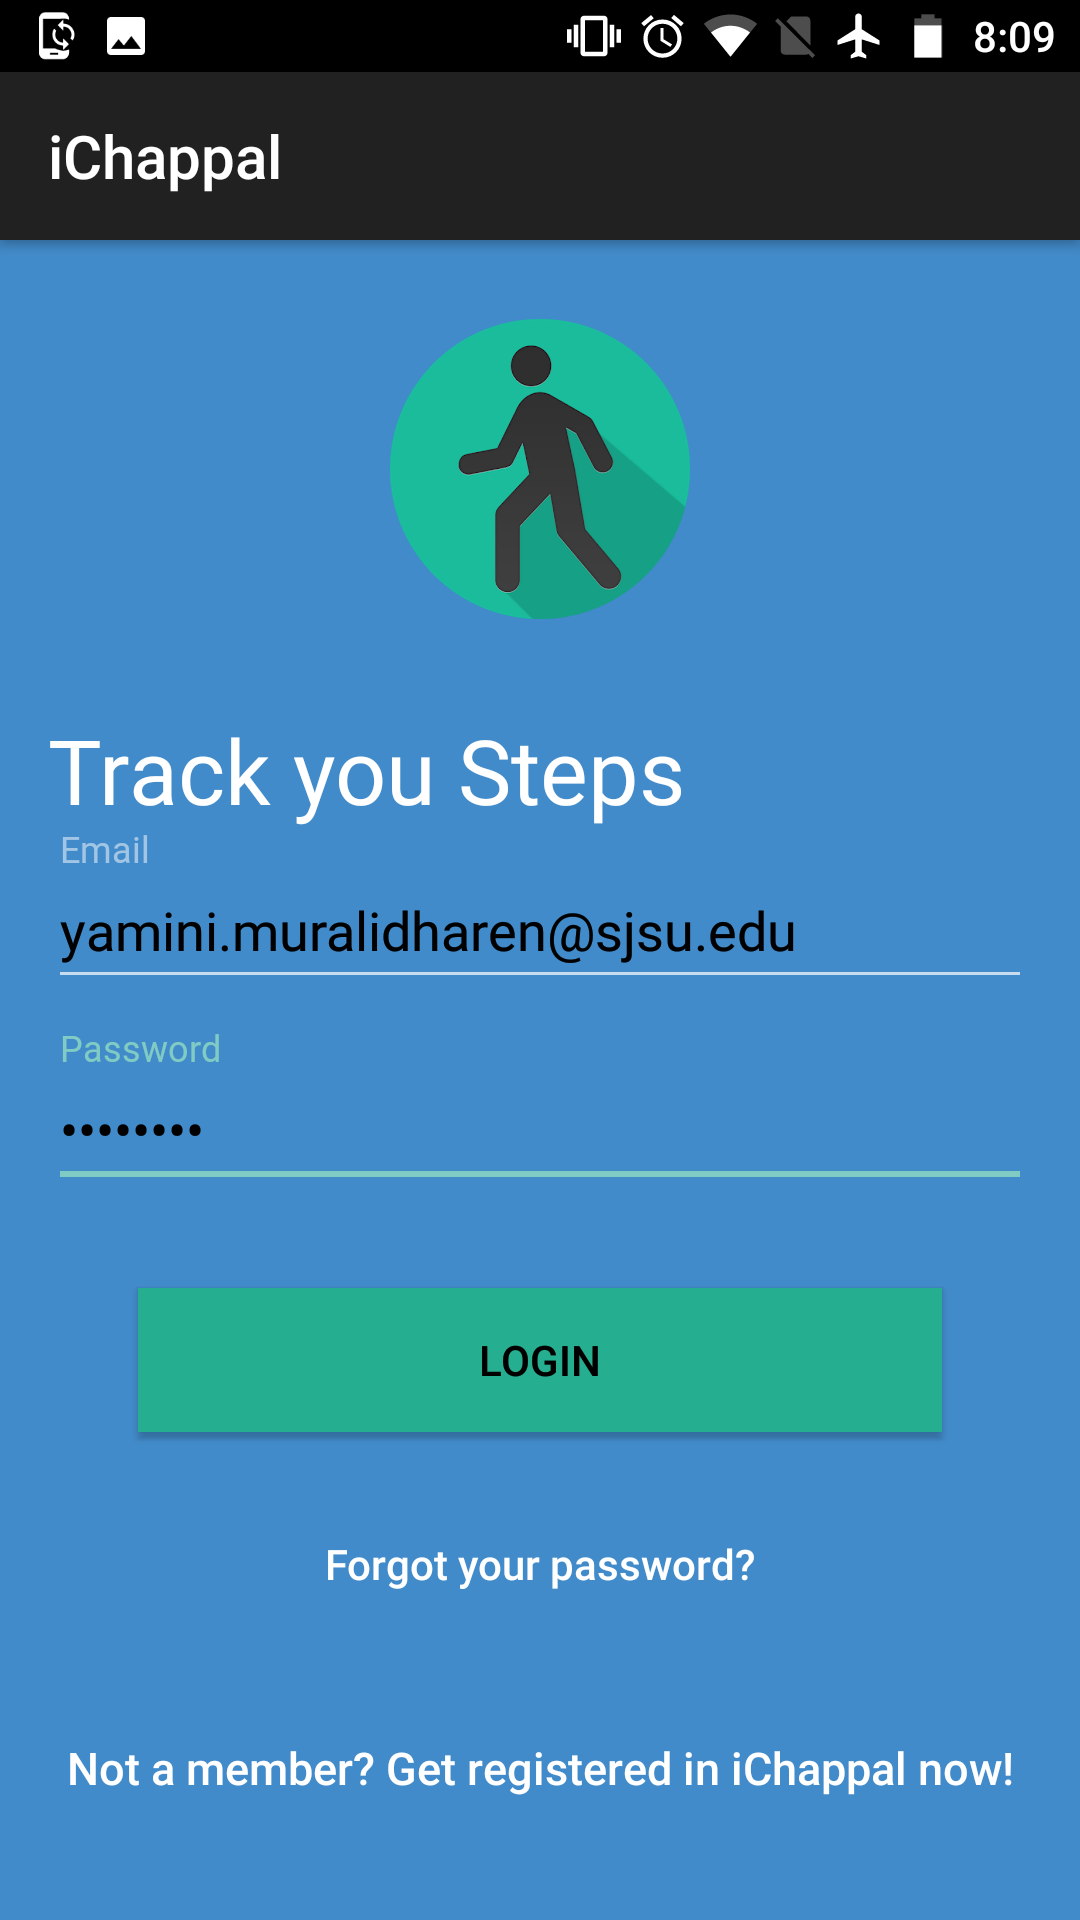 8:09
iChappal
Track you Steps
Email
yamini.muralidharen@sjsu.edu
Password
••••••••
LOGIN
Forgot your password?
Not a member? Get registered in iChappal now!